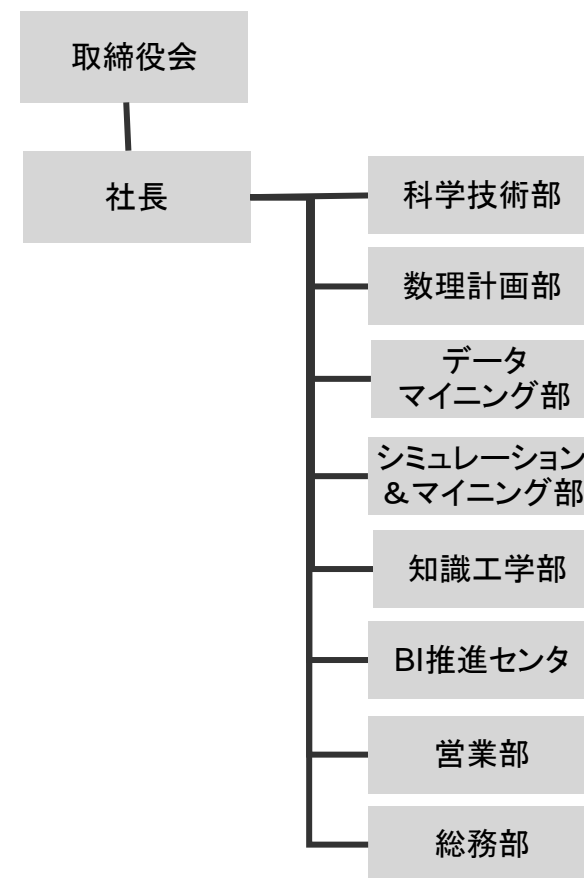 取締役会
社長
科学技術部
数理計画部
データ
マイニング部
シミュレーション
&マイニング部
知識工学部
BI推進センタ
営業部
総務部